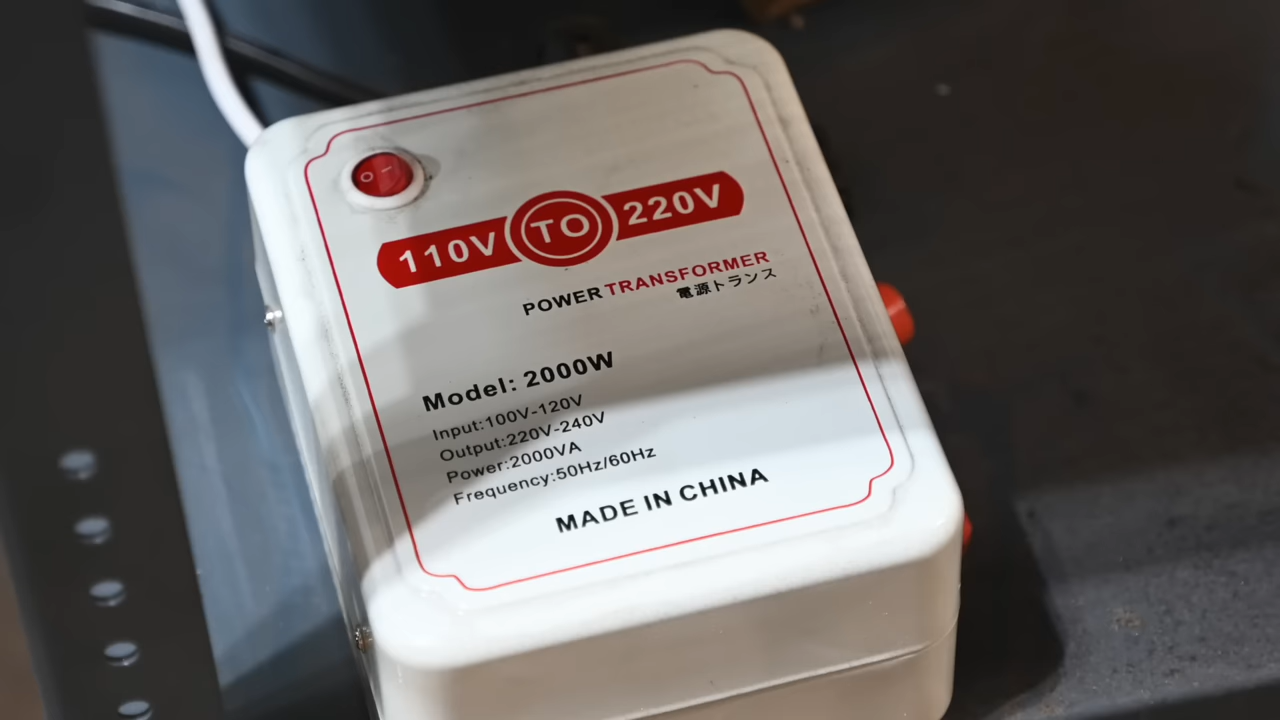 110V TO 220V
POWER TRANSFORMER
電源トランス
Model: 2000W
Input:100V-120V
Output:220V-240V
Power:2000VA
Frequency:50Hz/60Hz
MADE IN CHINA